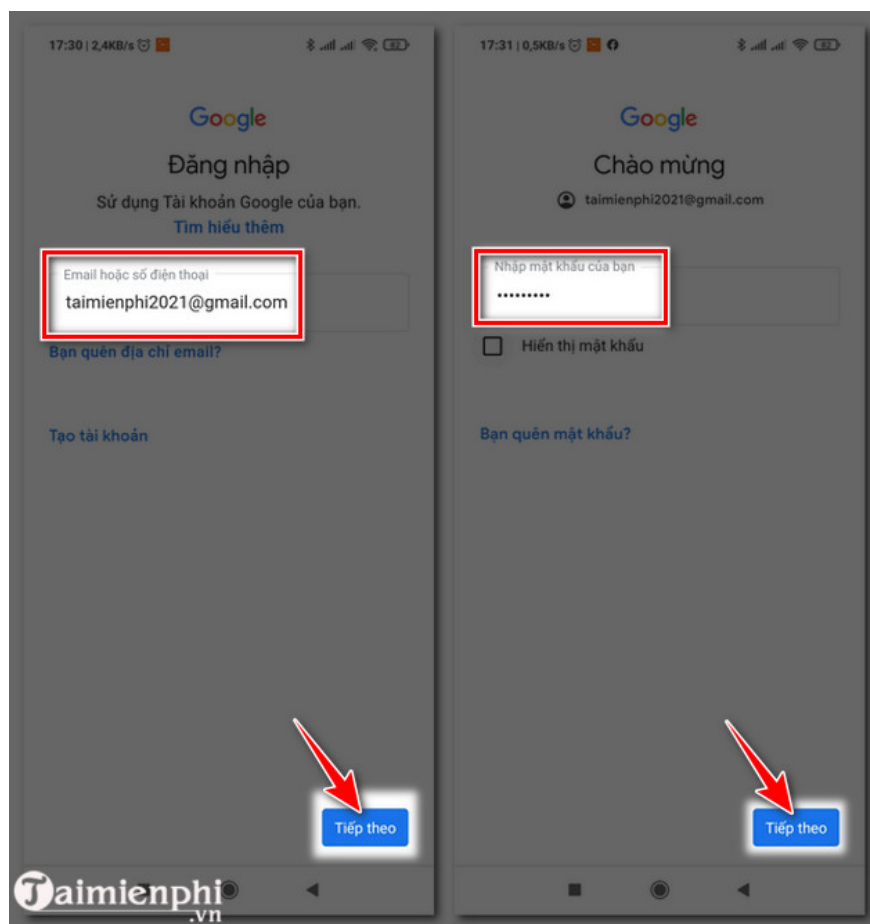 17:30 | 2,4KB/s
82
Google
Đăng nhập
Sử dụng Tài khoản Google của bạn.
Tìm hiểu thêm
Email hoặc số điện thoại
taimienphi2021@gmail.com
Bạn quên địa chỉ email?
Tạo tài khoản
Tiếp theo
17:31 | 0,5KB/s
82
Google
Chào mừng
taimienphi2021@gmail.com
Nhập mật khẩu của bạn
•••••••••
Hiển thị mật khẩu
Bạn quên mật khẩu?
Tiếp theo
Taimienphi
.vn